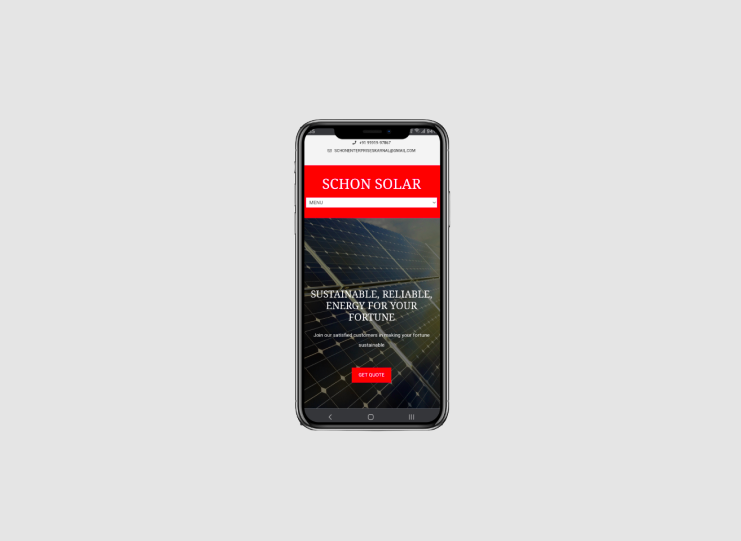 +91 99919 97867
SCHONENTERPRISESKARNAL@GMAIL.COM
SCHON SOLAR
MENU
SUSTAINABLE, RELIABLE,
ENERGY FOR YOUR
FORTUNE.
Join our satisfied customers in making your fortune
sustainable
GET QUOTE